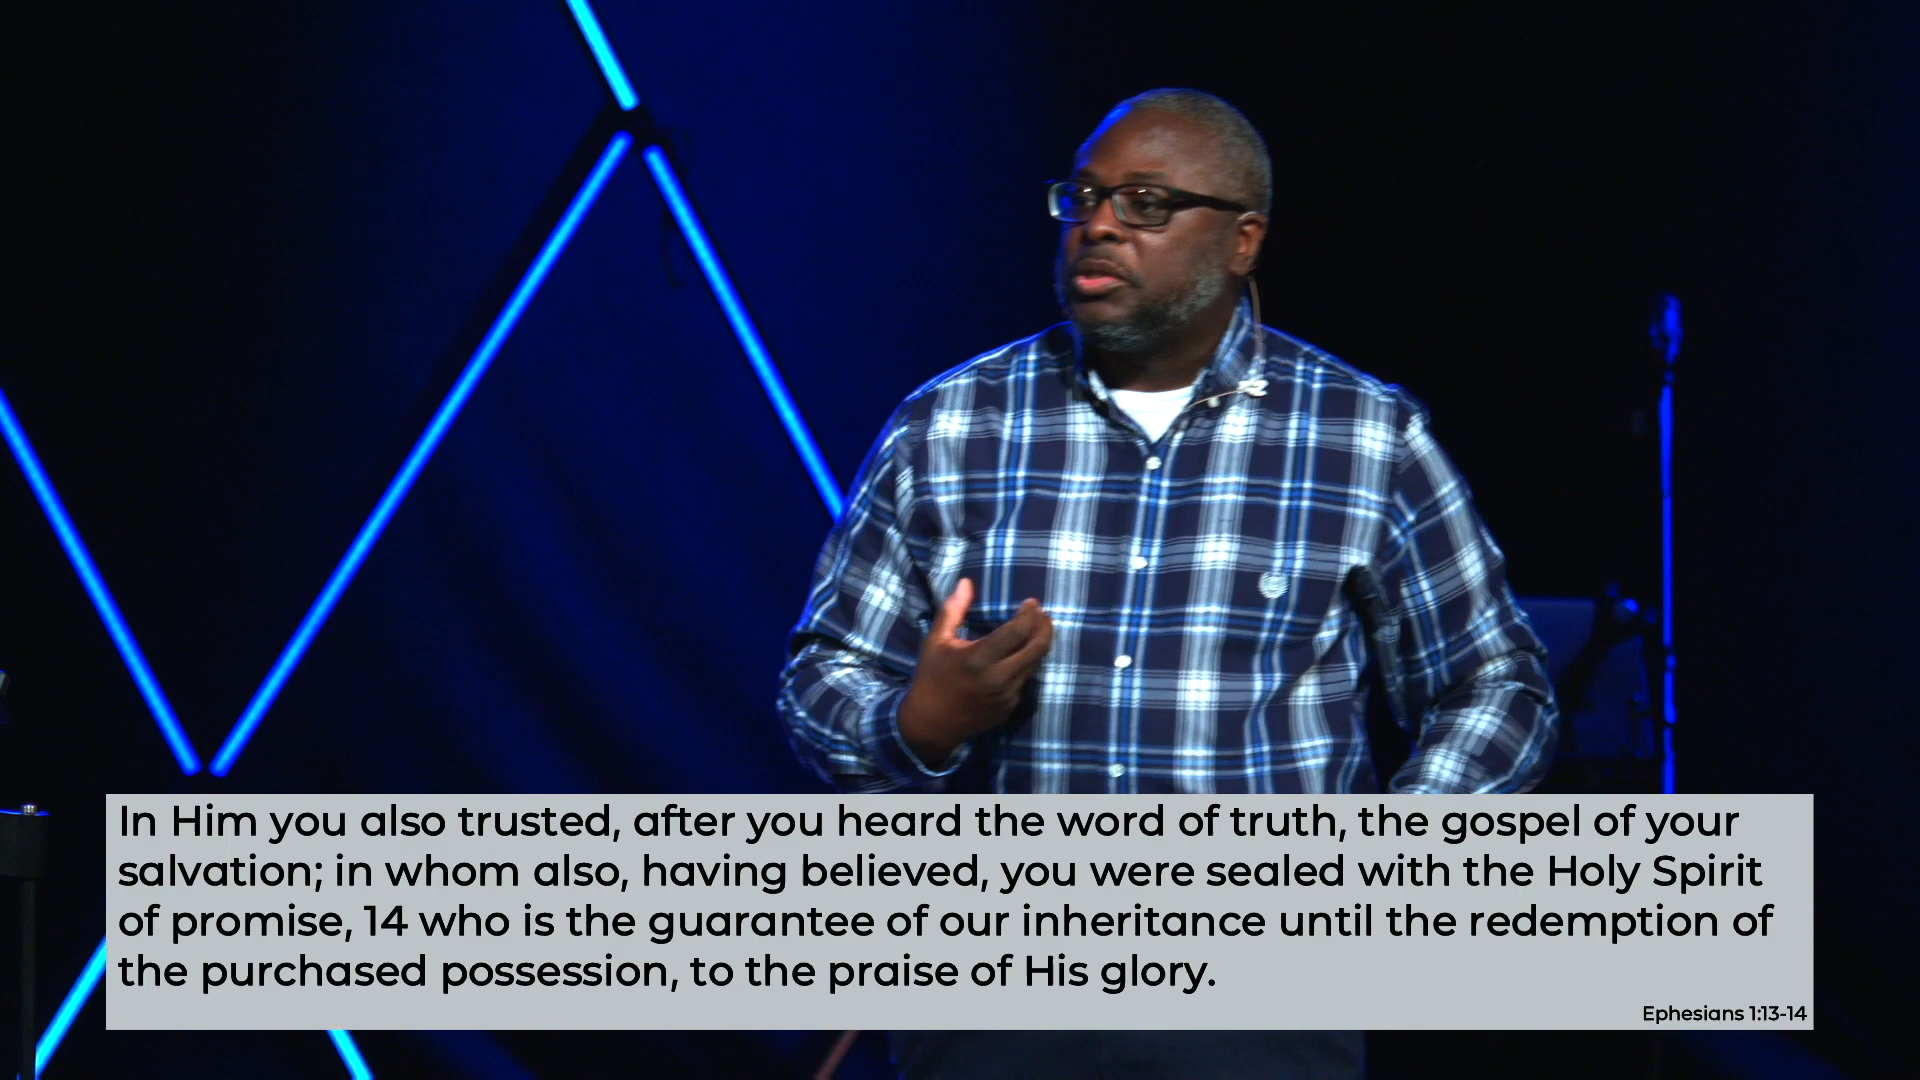 In Him you also trusted, after you heard the word of truth, the gospel of your
salvation; in whom also, having believed, you were sealed with the Holy Spirit
of promise, 14 who is the guarantee of our inheritance until the redemption of
the purchased possession, to the praise of His glory.
Ephesians 1:13-14